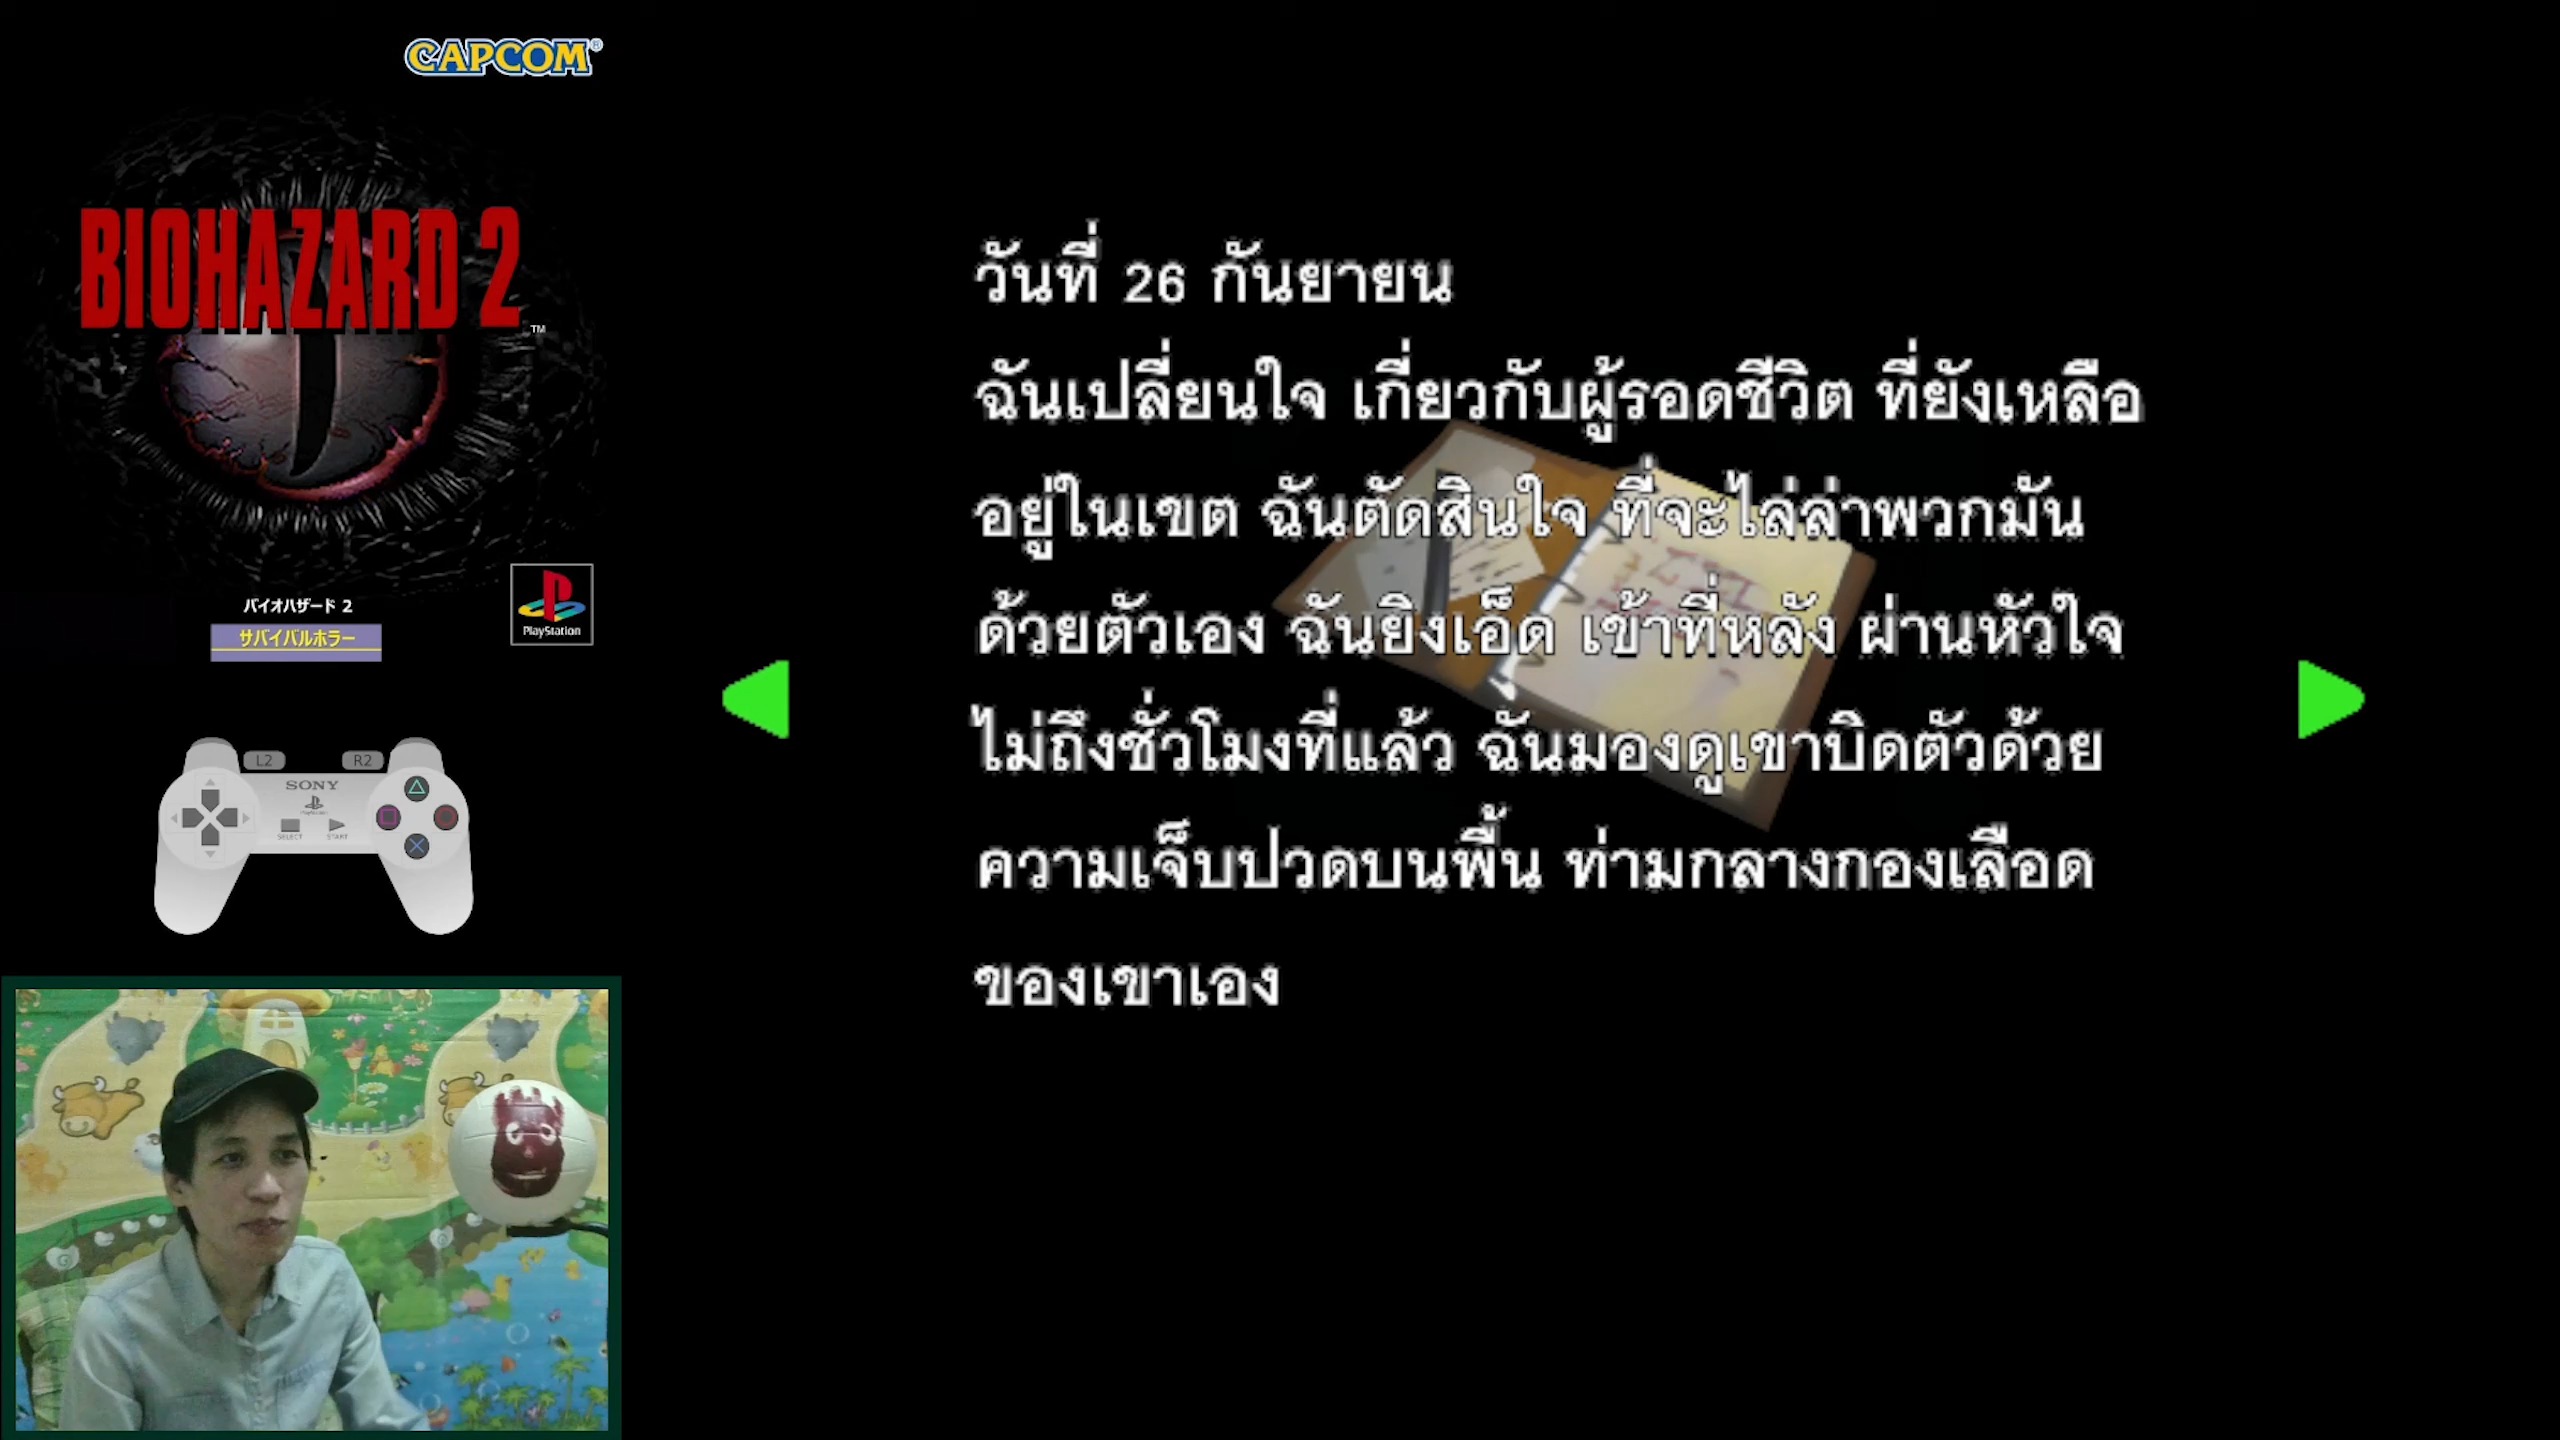 CAPCOM®
BIOHAZARD 2
TM
バイオハザード 2
サバイバルホラー
PlayStation
L2
R2
SONY
PlayStation
SELECT
START
วันที่ 26 กันยายน
ฉันเปลี่ยนใจ เกี่ยวกับผู้รอดชีวิต ที่ยังเหลือ
อยู่ในเขต ฉันตัดสินใจ ที่จะไล่ล่าพวกมัน
ด้วยตัวเอง ฉันยิงเอ็ด เข้าที่หลัง ผ่านหัวใจ
ไม่ถึงชั่วโมงที่แล้ว ฉันมองดูเขาบิดตัวด้วย
ความเจ็บปวดบนพื้น ท่ามกลางกองเลือด
ของเขาเอง